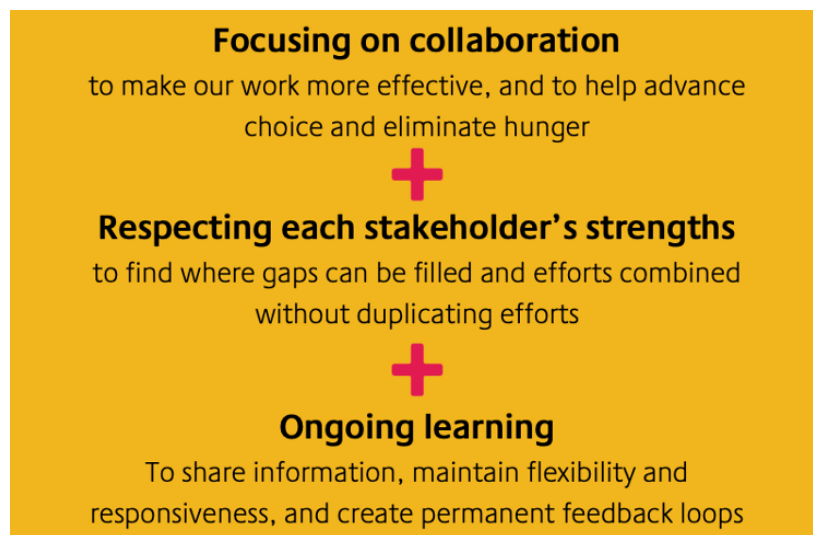 Focusing on collaboration
to make our work more effective, and to help advance
choice and eliminate hunger
+
Respecting each stakeholder’s strengths
to find where gaps can be filled and efforts combined
without duplicating efforts
+
Ongoing learning
To share information, maintain flexibility and
responsiveness, and create permanent feedback loops